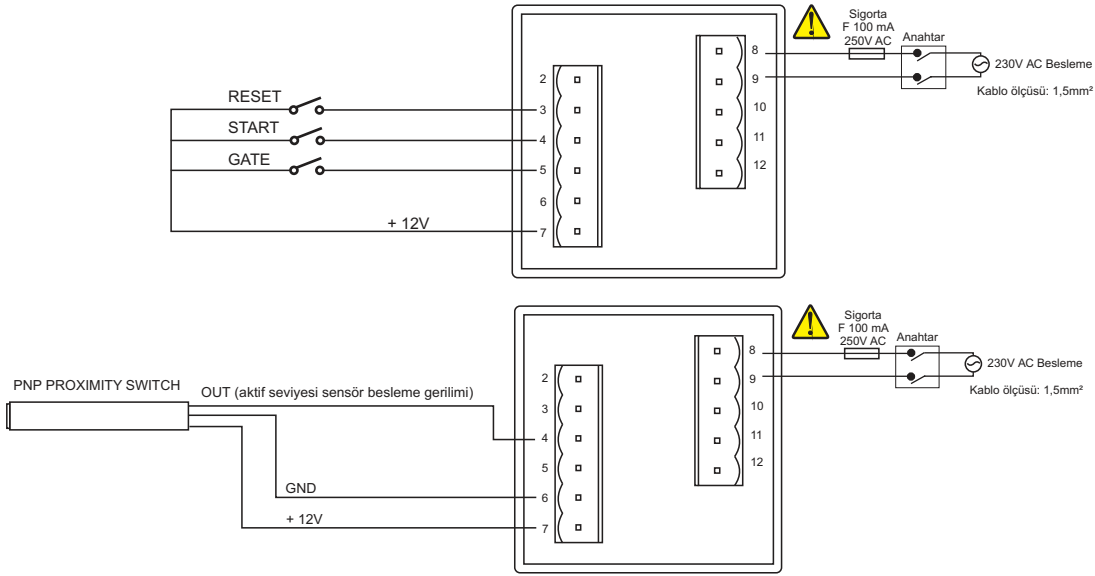 Sigorta
F 100 mA
250V AC
Anahtar
230V AC Besleme
Kablo ölçüsü: 1,5mm²
8
9
10
11
12
2
3
4
5
6
7
RESET
START
GATE
+ 12V
Sigorta
F 100 mA
250V AC
Anahtar
230V AC Besleme
Kablo ölçüsü: 1,5mm²
8
9
10
11
12
2
3
4
5
6
7
PNP PROXIMITY SWITCH
OUT (aktif seviyesi sensör besleme gerilimi)
GND
+ 12V